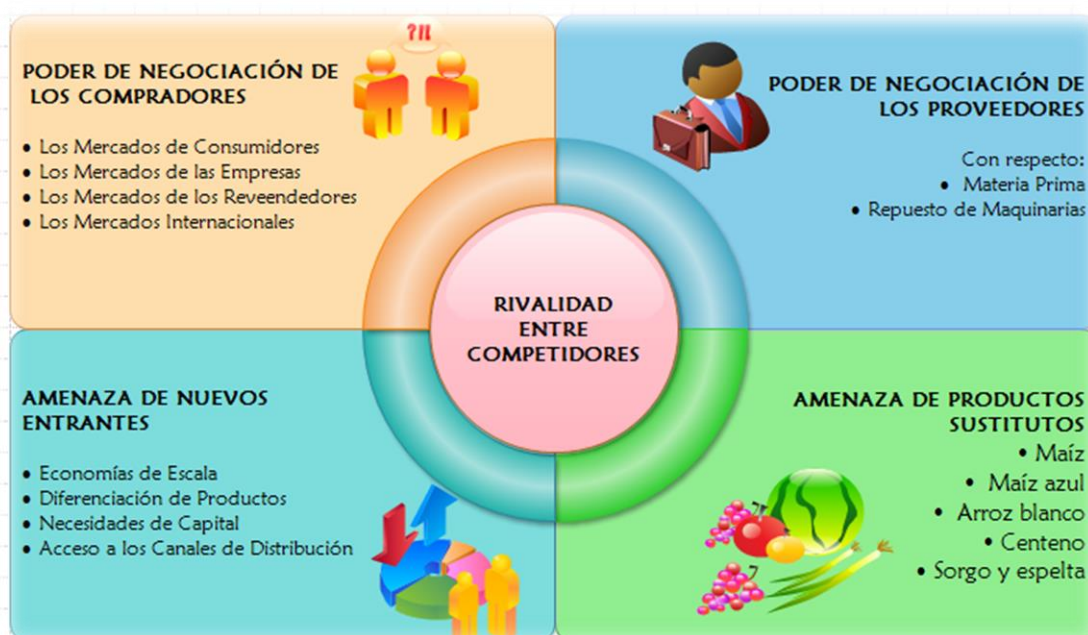 ?!!
PODER DE NEGOCIACIÓN DE
LOS COMPRADORES
• Los Mercados de Consumidores
• Los Mercados de las Empresas
• Los Mercados de los Reveendedores
• Los Mercados Internacionales
PODER DE NEGOCIACIÓN DE
LOS PROVEEDORES
Con respecto:
• Materia Prima
• Repuesto de Maquinarias
RIVALIDAD
ENTRE
COMPETIDORES
AMENAZA DE NUEVOS
ENTRANTES
• Economías de Escala
• Diferenciación de Productos
• Necesidades de Capital
• Acceso a los Canales de Distribución
AMENAZA DE PRODUCTOS
SUSTITUTOS
• Maíz
• Maíz azul
• Arroz blanco
• Centeno
• Sorgo y espelta